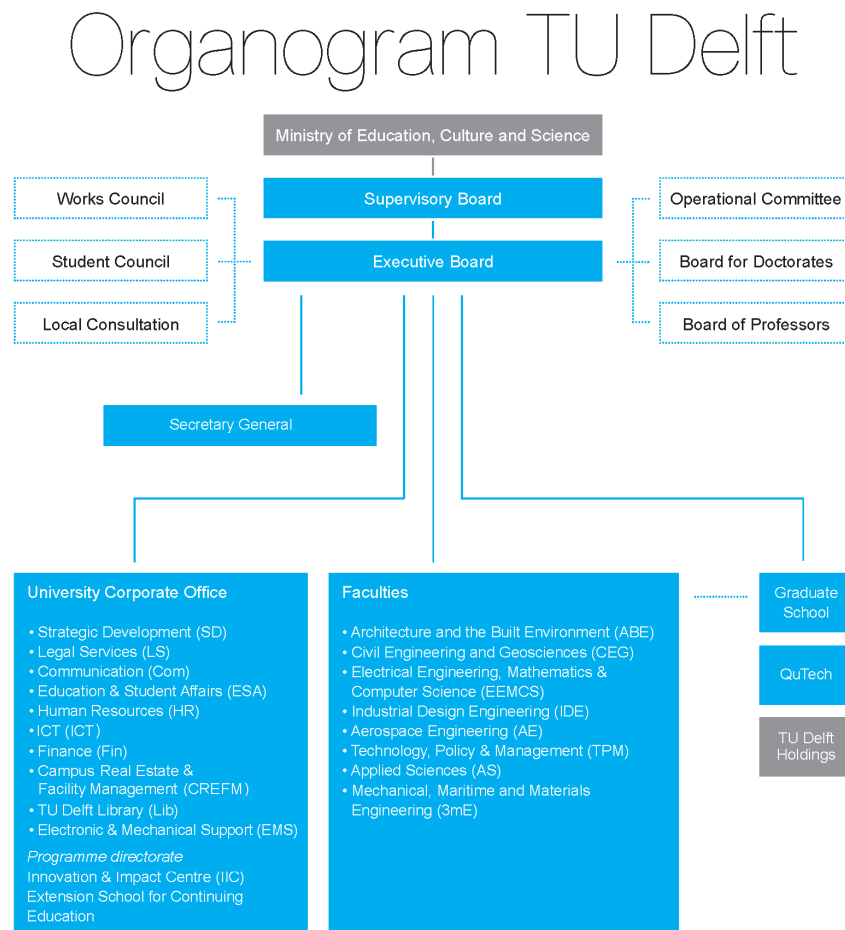 Organogram TU Delft
Ministry of Education, Culture and Science
Works Council
Supervisory Board
Operational Committee
Student Council
Executive Board
Board for Doctorates
Local Consultation
Board of Professors
Secretary General
University Corporate Office
• Strategic Development (SD)
• Legal Services (LS)
• Communication (Com)
• Education & Student Affairs (ESA)
• Human Resources (HR)
• ICT (ICT)
• Finance (Fin)
• Campus Real Estate &
Facility Management (CREFM)
• TU Delft Library (Lib)
• Electronic & Mechanical Support (EMS)
Programme directorate
Innovation & Impact Centre (IIC)
Extension School for Continuing
Education
Faculties
• Architecture and the Built Environment (ABE)
• Civil Engineering and Geosciences (CEG)
• Electrical Engineering, Mathematics &
Computer Science (EEMCS)
• Industrial Design Engineering (IDE)
• Aerospace Engineering (AE)
• Technology, Policy & Management (TPM)
• Applied Sciences (AS)
• Mechanical, Maritime and Materials
Engineering (3mE)
Graduate
School
QuTech
TU Delft
Holdings